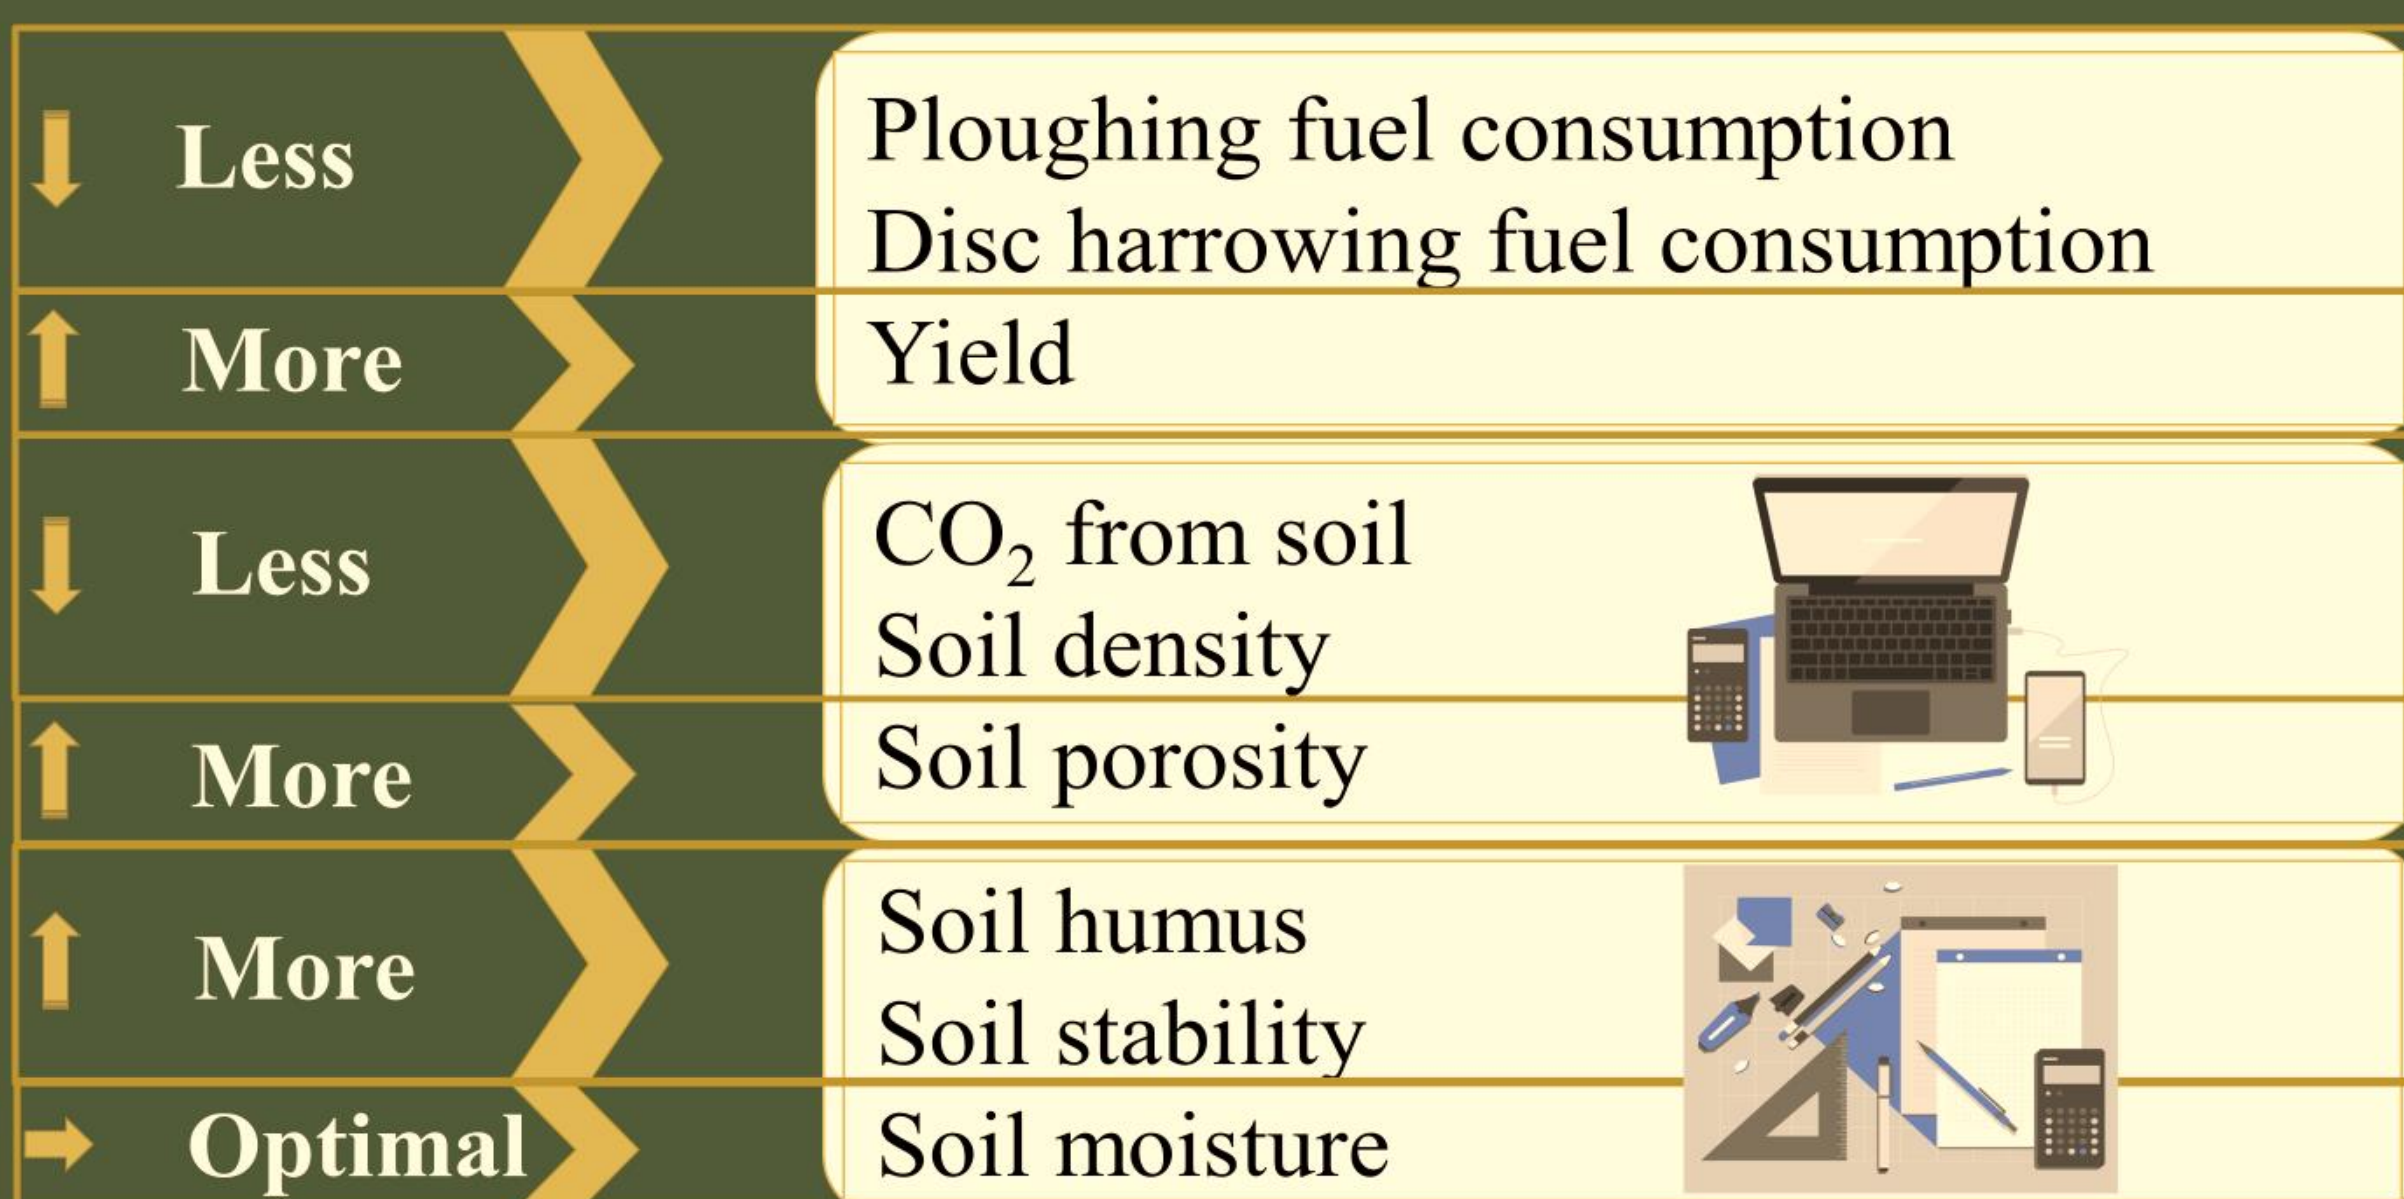 Less
Ploughing fuel consumption
Disc harrowing fuel consumption
More
Yield
Less
CO₂ from soil
Soil density
More
Soil porosity
More
Soil humus
Soil stability
Optimal
Soil moisture